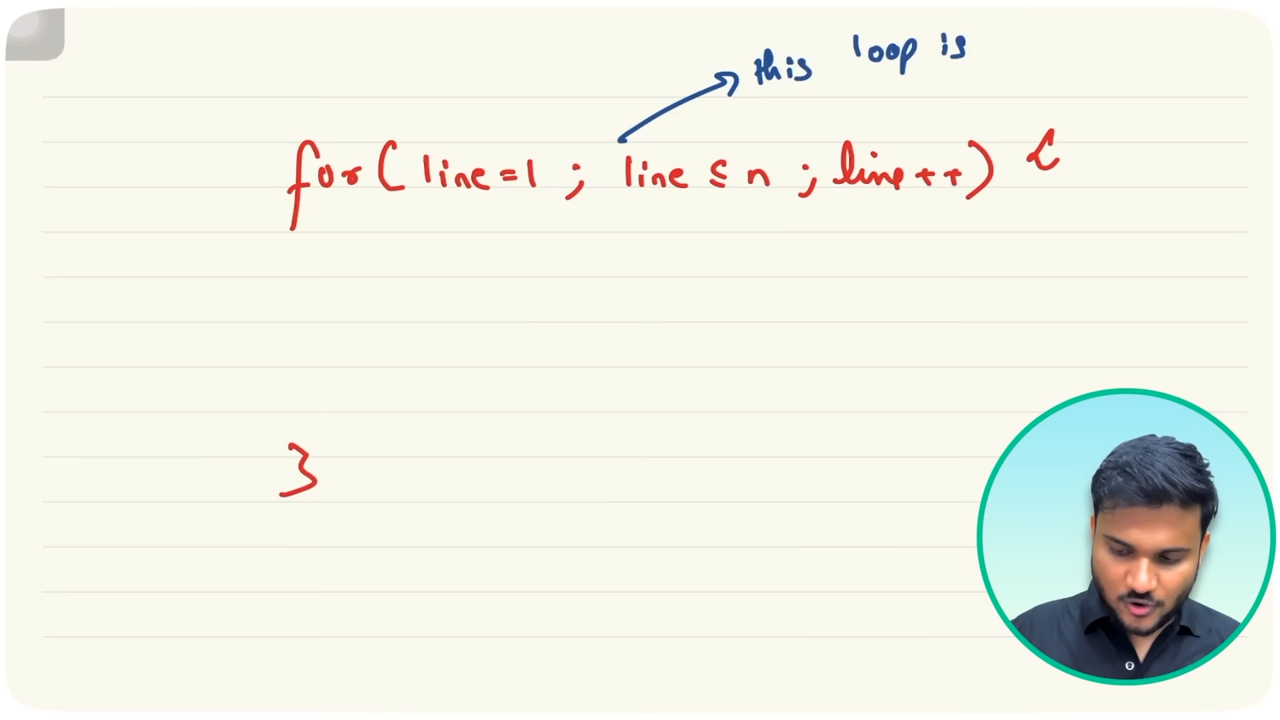 this loop is
for( line=1 ; line ≤ n ; line++) {
}